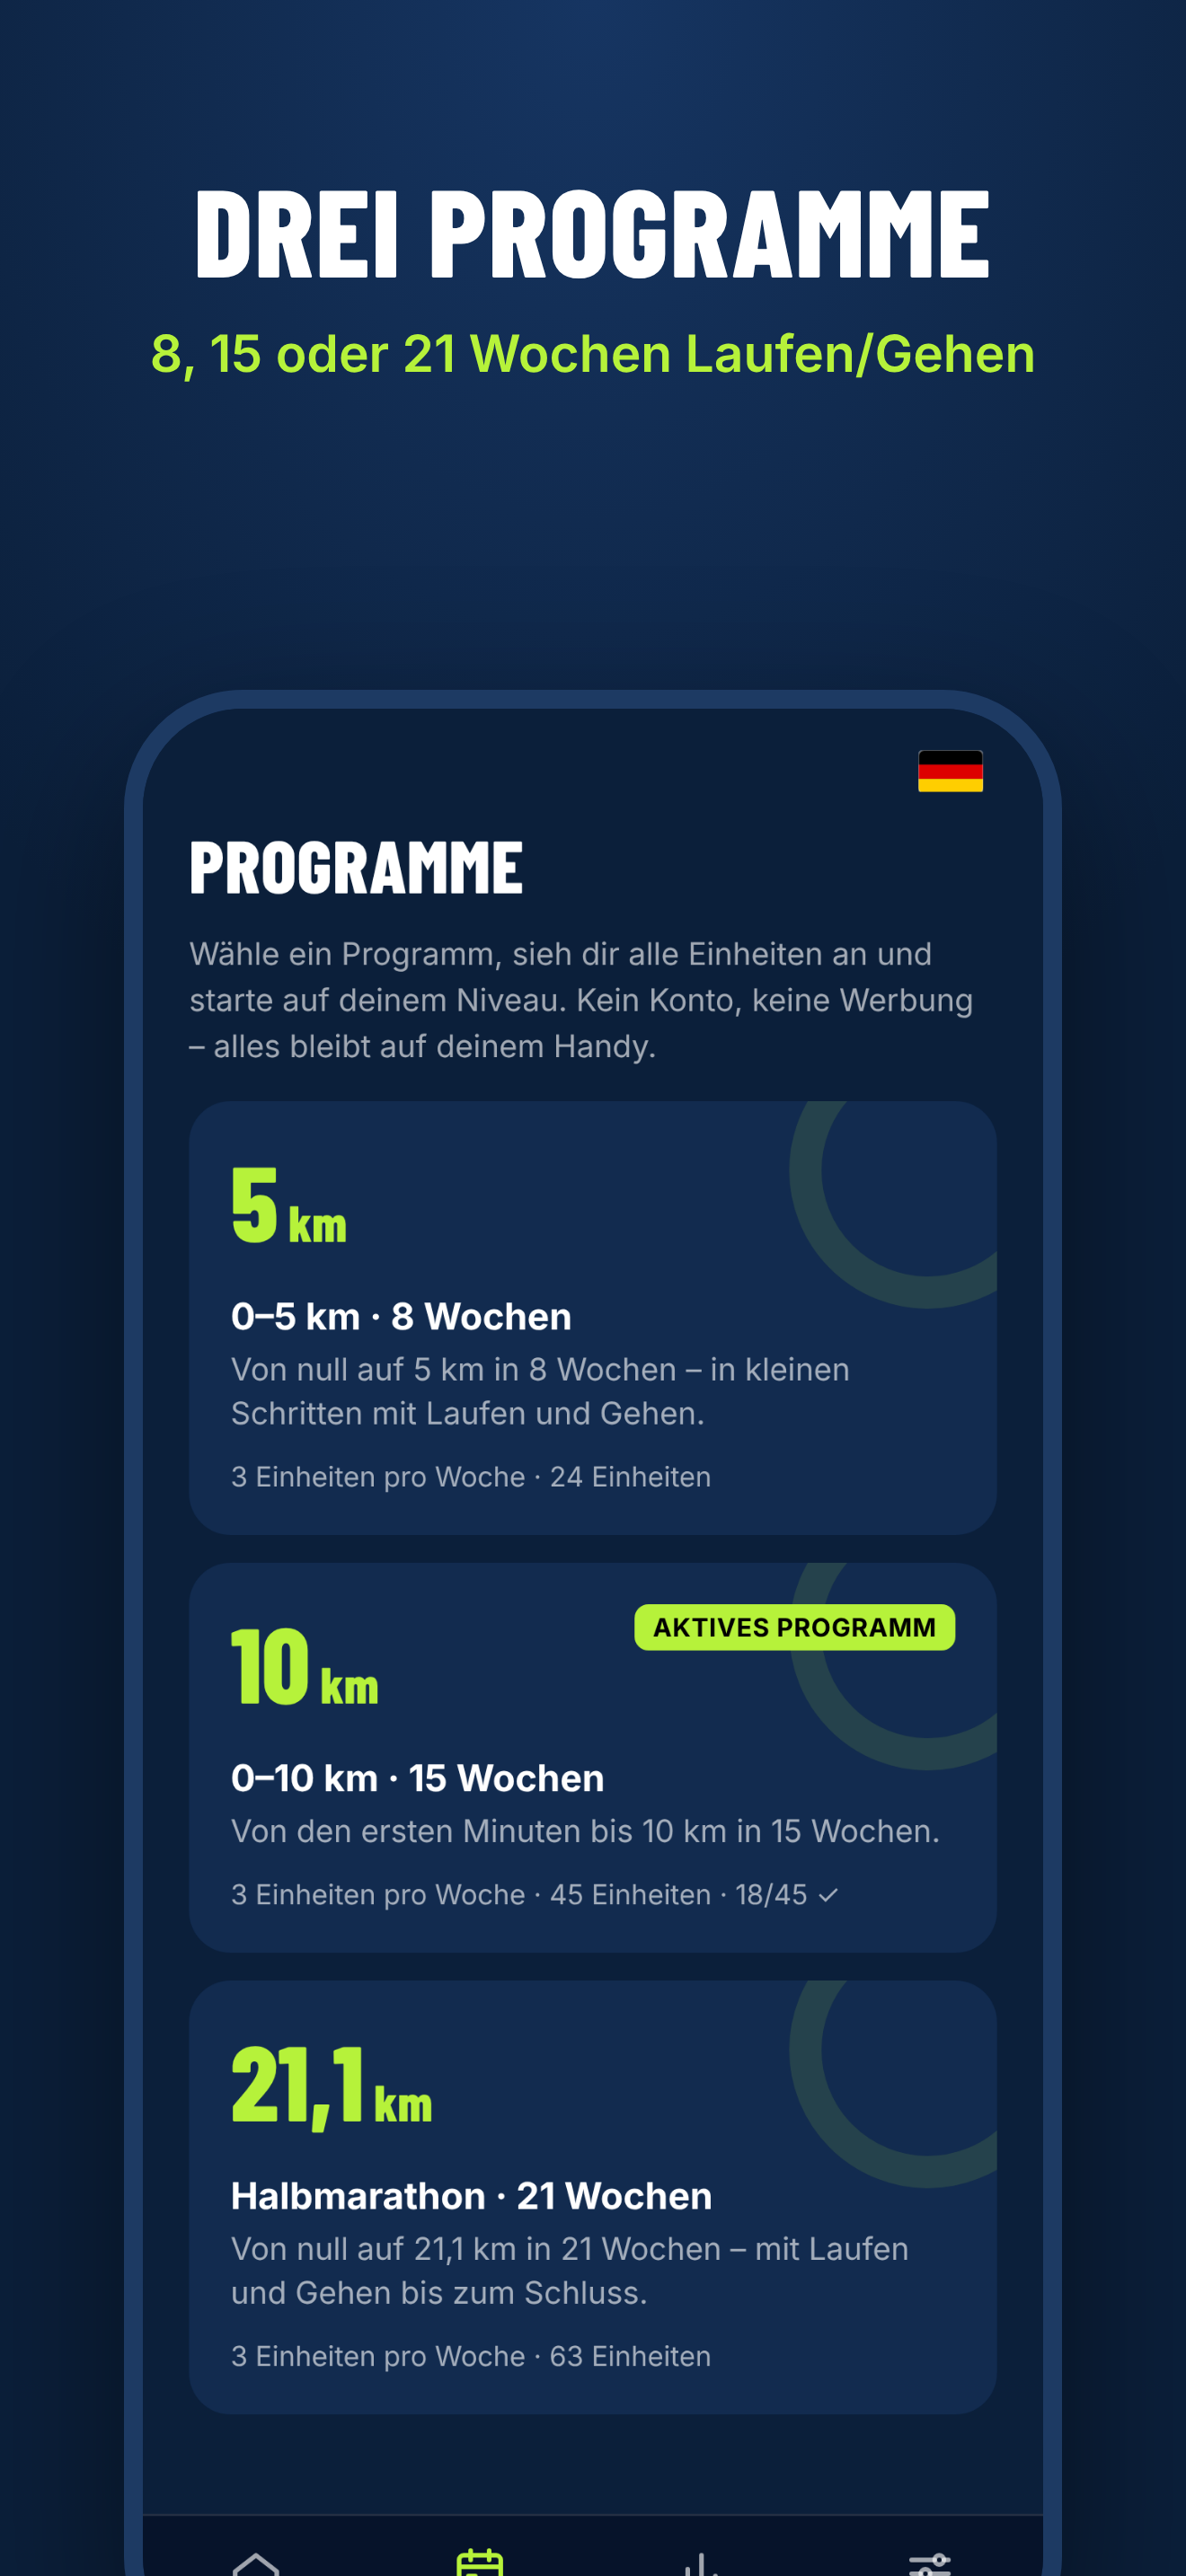 DREI PROGRAMME
8, 15 oder 21 Wochen Laufen/Gehen
PROGRAMME
Wähle ein Programm, sieh dir alle Einheiten an und
starte auf deinem Niveau. Kein Konto, keine Werbung
– alles bleibt auf deinem Handy.
5 km
0–5 km · 8 Wochen
Von null auf 5 km in 8 Wochen – in kleinen
Schritten mit Laufen und Gehen.
3 Einheiten pro Woche · 24 Einheiten
AKTIVES PROGRAMM
10 km
0–10 km · 15 Wochen
Von den ersten Minuten bis 10 km in 15 Wochen.
3 Einheiten pro Woche · 45 Einheiten · 18/45 ✓
21,1 km
Halbmarathon · 21 Wochen
Von null auf 21,1 km in 21 Wochen – mit Laufen
und Gehen bis zum Schluss.
3 Einheiten pro Woche · 63 Einheiten